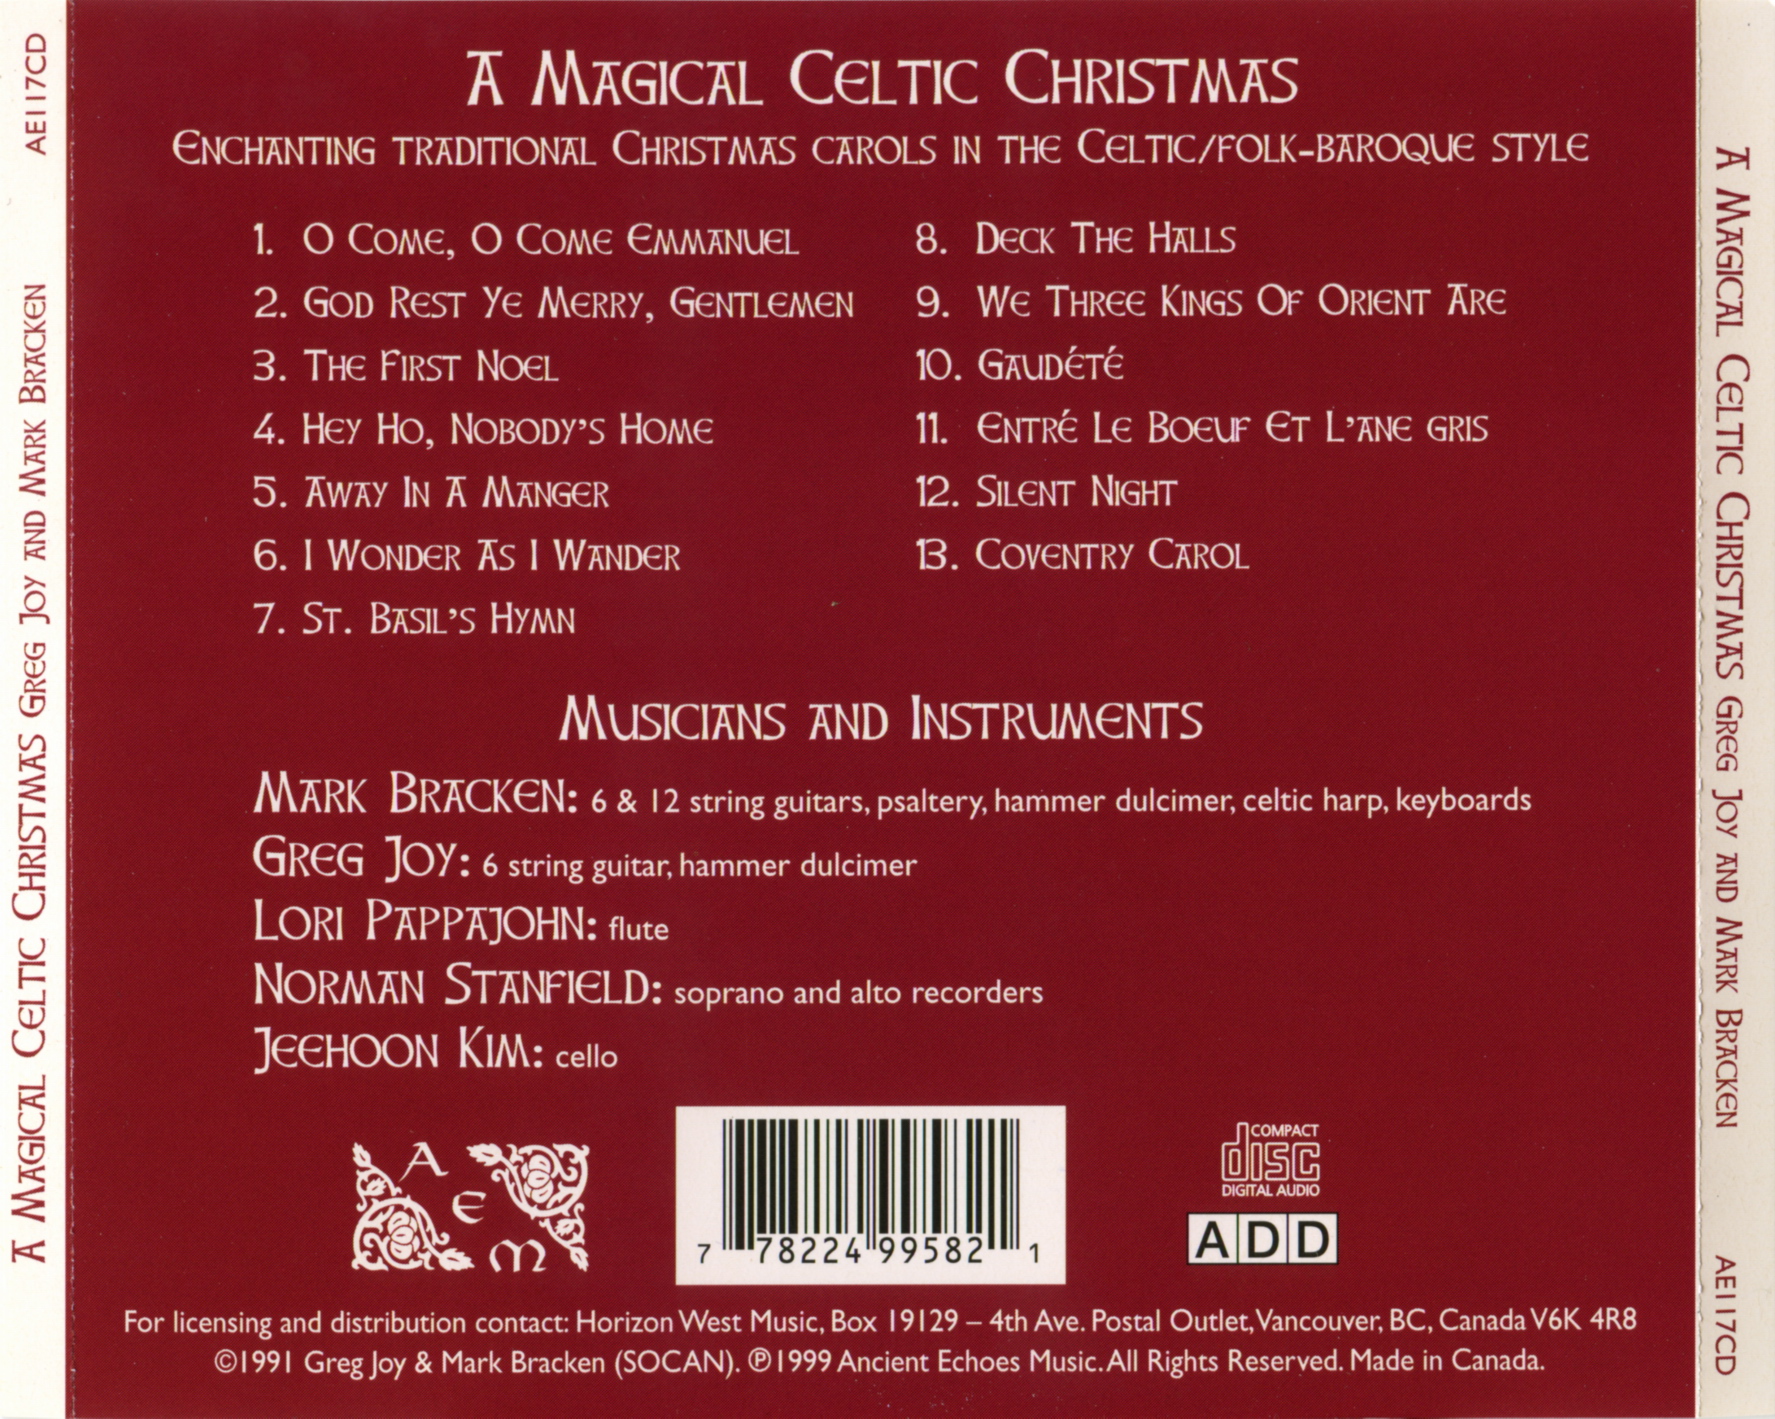 A Magical Celtic Christmas
Enchanting traditional Christmas carols in the Celtic/folk-baroque style
1. O Come, O Come Emmanuel
2. God Rest Ye Merry, Gentlemen
3. The First Noel
4. Hey Ho, Nobody's Home
5. Away In A Manger
6. I Wonder As I Wander
7. St. Basil's Hymn
8. Deck The Halls
9. We Three Kings Of Orient Are
10. Gaudété
11. Entré Le Boeuf Et L'ane gris
12. Silent Night
13. Coventry Carol
Musicians and Instruments
Mark Bracken: 6 & 12 string guitars, psaltery, hammer dulcimer, celtic harp, keyboards
Greg Joy: 6 string guitar, hammer dulcimer
Lori Pappajohn: flute
Norman Stanfield: soprano and alto recorders
Jeehoon Kim: cello
A
E
M
7 78224 99582 1
COMPACT
disc
DIGITAL AUDIO
ADD
For licensing and distribution contact: Horizon West Music, Box 19129 – 4th Ave. Postal Outlet, Vancouver, BC, Canada V6K 4R8
©1991 Greg Joy & Mark Bracken (SOCAN). ℗1999 Ancient Echoes Music. All Rights Reserved. Made in Canada.
A Magical Celtic Christmas Greg Joy and Mark Bracken AE117CD
A Magical Celtic Christmas Greg Joy and Mark Bracken AE117CD